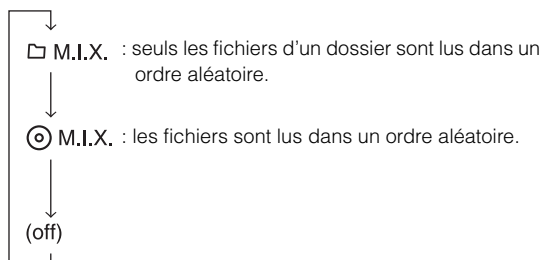 M.I.X. : seuls les fichiers d'un dossier sont lus dans un
ordre aléatoire.
M.I.X. : les fichiers sont lus dans un ordre aléatoire.
(off)